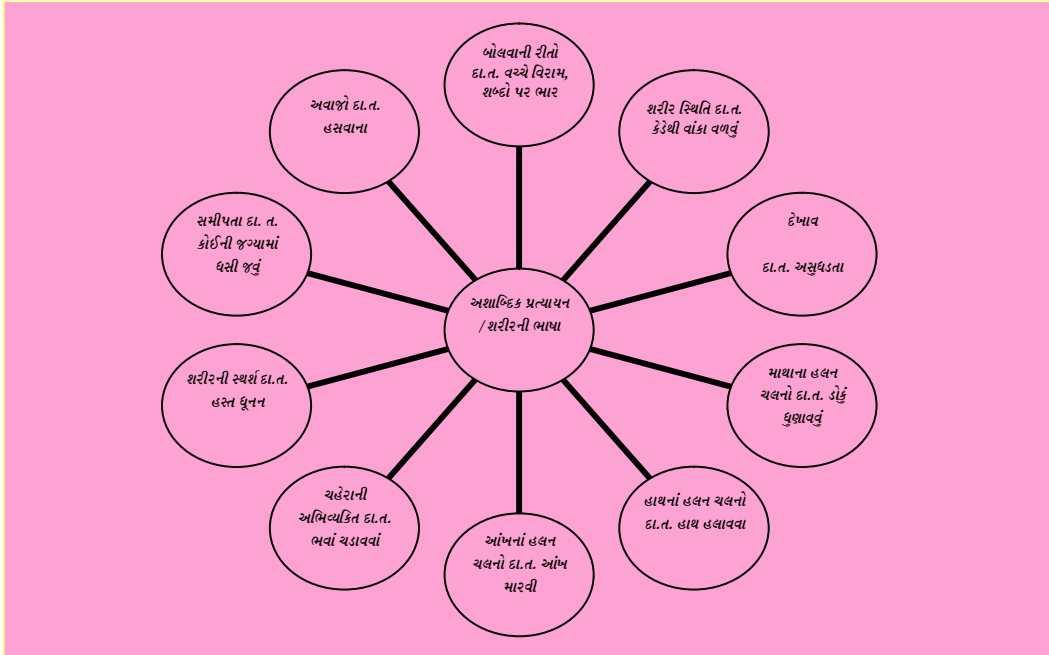 બોલવાની રીતો
દા.ત. વચ્ચે વિરામ,
શબ્દો પર ભાર
શરીર સ્થિતિ દા.ત.
કેડેથી વાંકા વળવું
દેખાવ
દા.ત. અસુઘડતા
માથાના હલન
ચલનો દા.ત. ડોકું
ધુણાવવું
હાથનાં હલન ચલનો
દા.ત. હાથ હલાવવા
આંખનાં હલન
ચલનો દા.ત. આંખ
મારવી
ચહેરાની
અભિવ્યકિત દા.ત.
ભવાં ચડાવવાં
શરીરની સ્થર્શ દા.ત.
હસ્ત ધૂનન
સમીપતા દા. ત.
કોઈની જગ્યામાં
ધસી જવું
અવાજો દા.ત.
હસવાના
અશાબ્દિક પ્રત્યાયન
/ શરીરની ભાષા